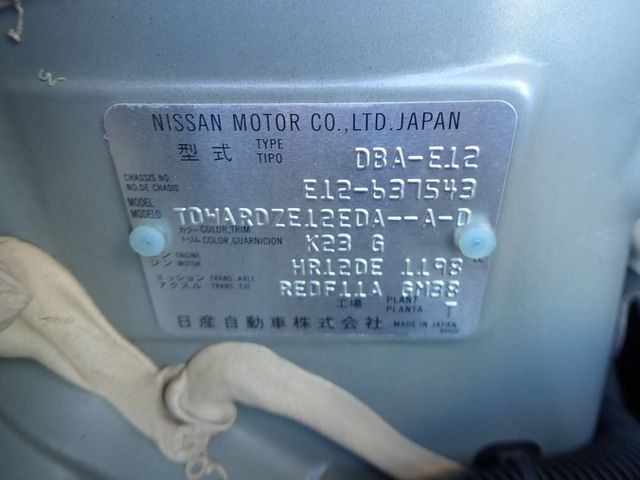 NISSAN MOTOR CO.,LTD.JAPAN
型式 TYPE TIPO DBA-E12
CHASSIS NO. NO.DE CHASIS E12-637543
MODEL MODELO TDWARDZE12EDA--A-D
カラー COLOR,TRIM トリム COLOR,GUARNICION K23 G
ENGINE MOTOR HR12DE 1198
ミッション アクスル TRANS. AXLE TRANS. EJE REDF11A GM38
工場 PLANT PLANTA T
日産自動車株式会社 MADE IN JAPAN